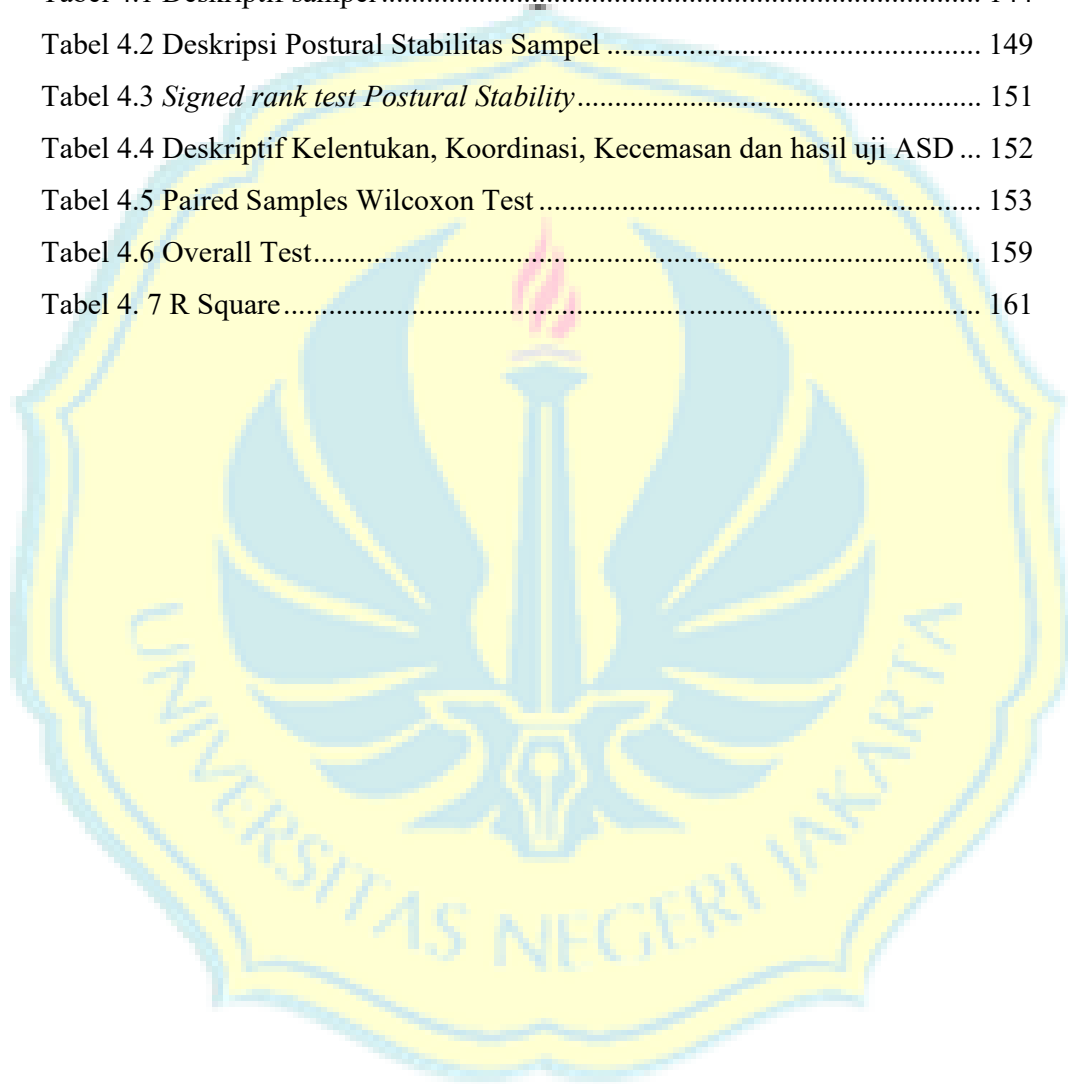 Tabel 4.2 Deskripsi Postural Stabilitas Sampel ........................................... 149
Tabel 4.3 Signed rank test Postural Stability .............................................. 151
Tabel 4.4 Deskriptif Kelentukan, Koordinasi, Kecemasan dan hasil uji ASD ... 152
Tabel 4.5 Paired Samples Wilcoxon Test .................................................... 153
Tabel 4.6 Overall Test ................................................................................ 159
Tabel 4. 7 R Square .................................................................................... 161
UNIVERSITAS NEGERI JAKARTA